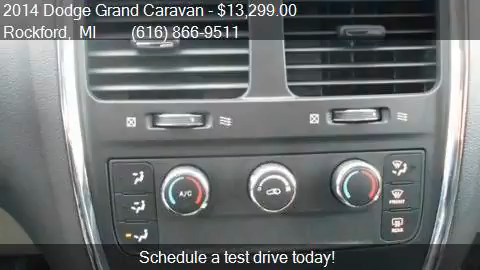 2014 Dodge Grand Caravan - $13,299.00
Rockford, MI (616) 866-9511
A/C
FRONT
REAR
Schedule a test drive today!